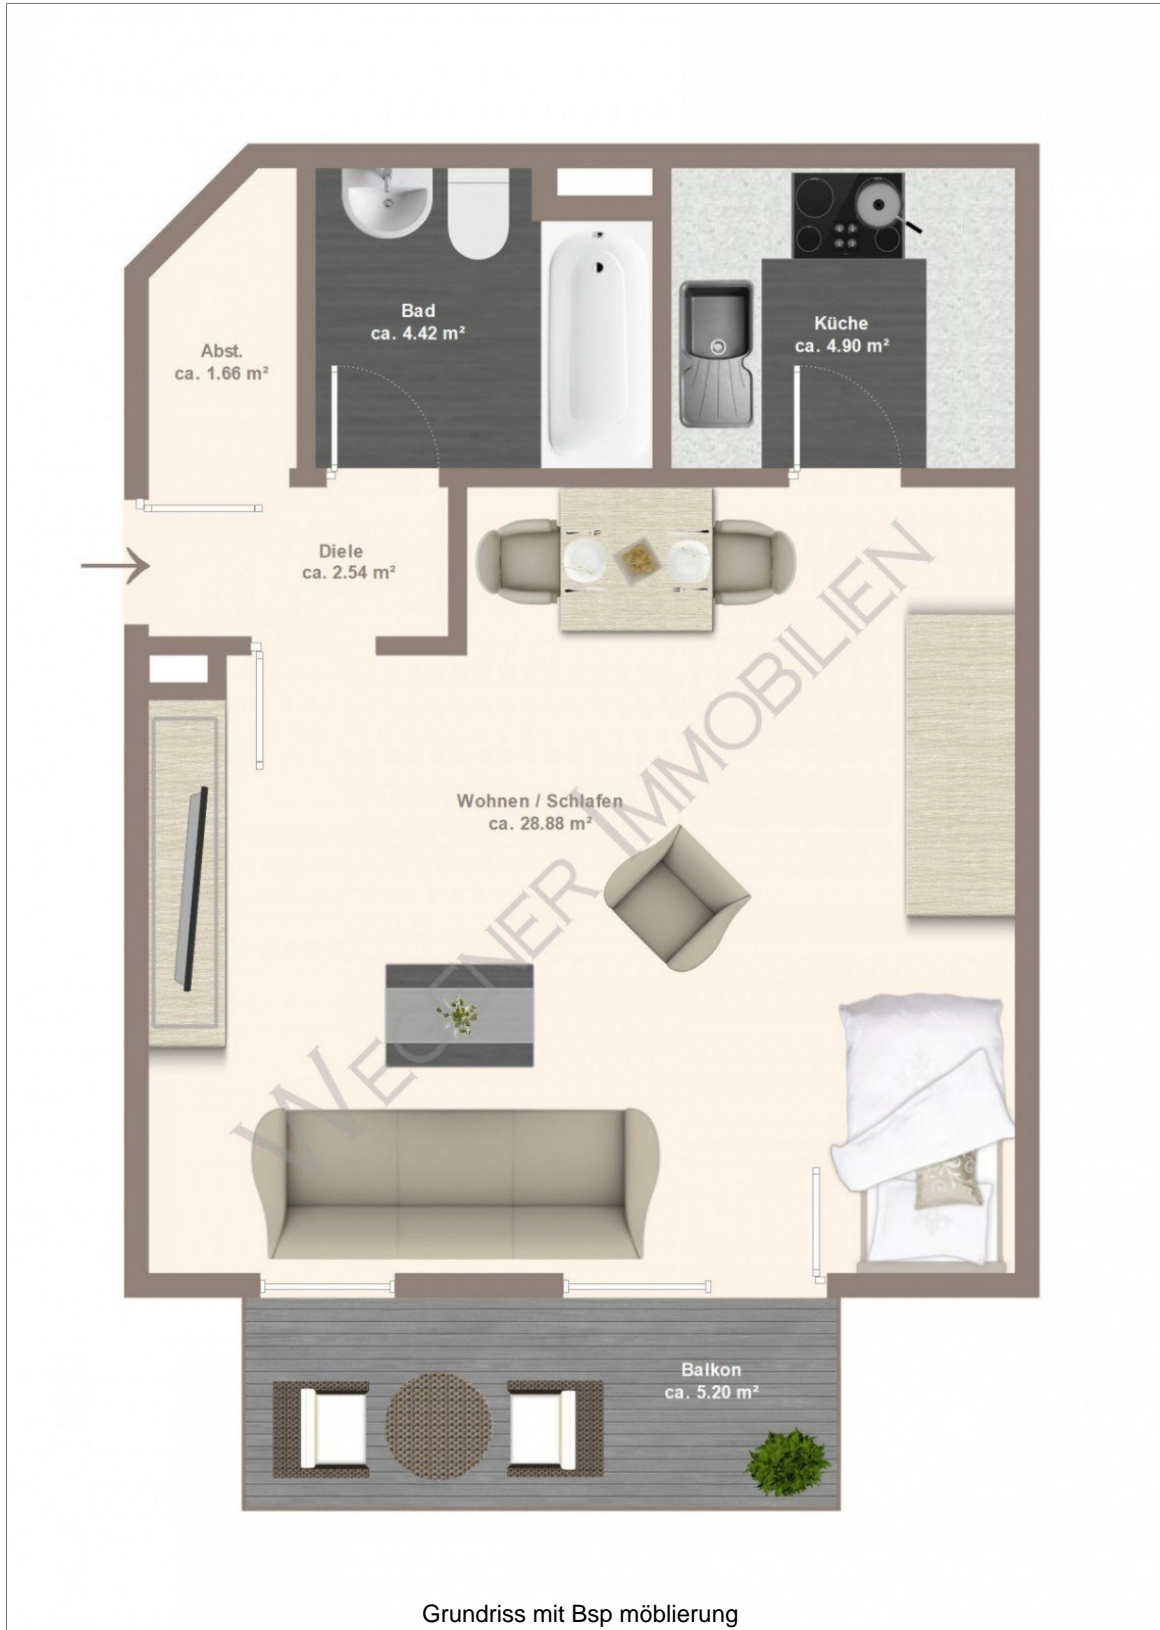 Bad
ca. 4.42 m²
Küche
ca. 4.90 m²
Abst.
ca. 1.66 m²
Diele
ca. 2.54 m²
Wohnen / Schlafen
ca. 28.88 m²
WEGENER IMMOBILIEN
Balkon
ca. 5.20 m²
Grundriss mit Bsp möblierung